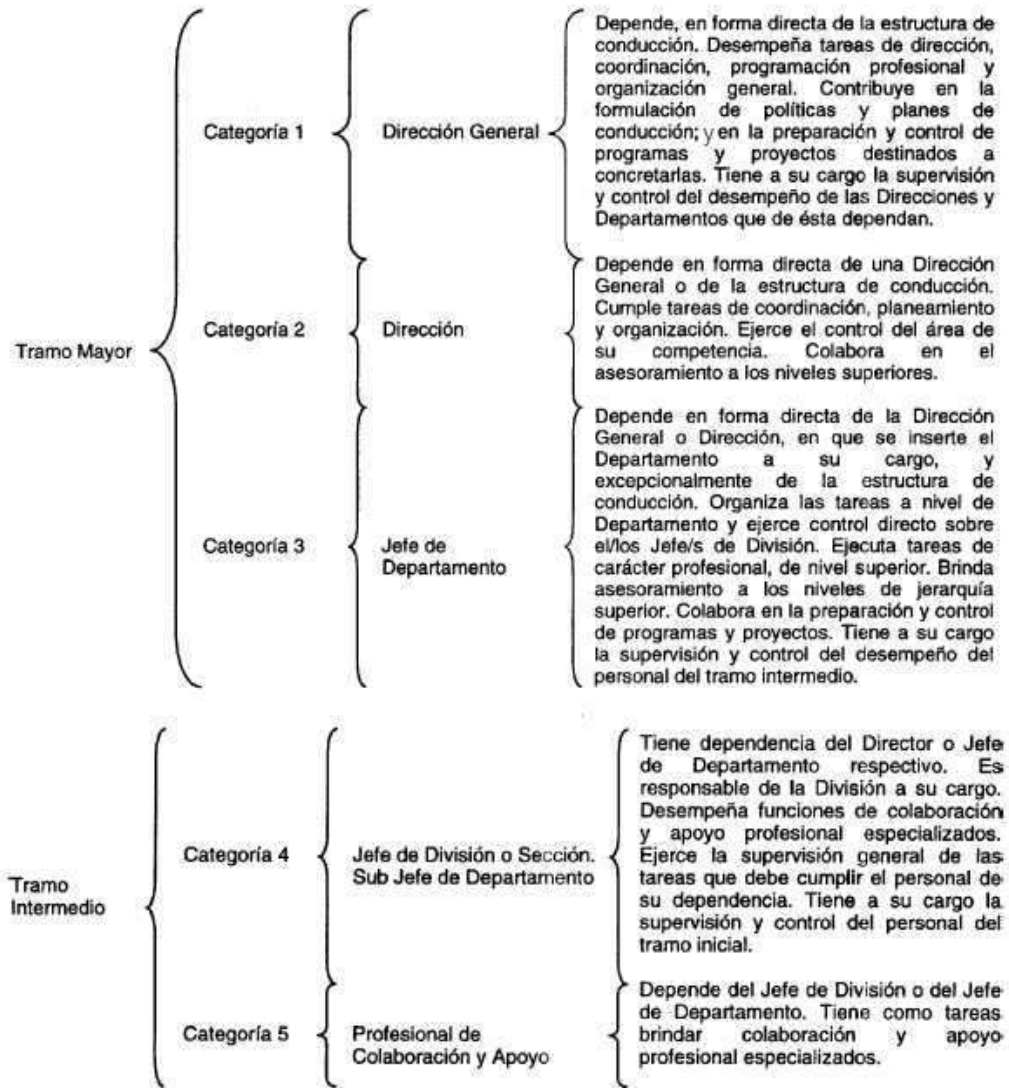 Tramo Mayor
Categoría 1
Dirección General
Depende, en forma directa de la estructura de
conducción. Desempeña tareas de dirección,
coordinación, programación profesional y
organización general. Contribuye en la
formulación de políticas y planes de
conducción; y en la preparación y control de
programas y proyectos destinados a
concretarlas. Tiene a su cargo la supervisión
y control del desempeño de las Direcciones y
Departamentos que de ésta dependan.
Categoría 2
Dirección
Depende en forma directa de una Dirección
General o de la estructura de conducción.
Cumple tareas de coordinación, planeamiento
y organización. Ejerce el control del área de
su competencia. Colabora en el
asesoramiento a los niveles superiores.
Categoría 3
Jefe de
Departamento
Depende en forma directa de la Dirección
General o Dirección, en que se inserte el
Departamento a su cargo, y
excepcionalmente de la estructura de
conducción. Organiza las tareas a nivel de
Departamento y ejerce control directo sobre
el/los Jefe/s de División. Ejecuta tareas de
carácter profesional, de nivel superior. Brinda
asesoramiento a los niveles de jerarquía
superior. Colabora en la preparación y control
de programas y proyectos. Tiene a su cargo
la supervisión y control del desempeño del
personal del tramo intermedio.
Tramo
Intermedio
Categoría 4
Jefe de División o Sección.
Sub Jefe de Departamento
Tiene dependencia del Director o Jefe
de Departamento respectivo. Es
responsable de la División a su cargo.
Desempeña funciones de colaboración
y apoyo profesional especializados.
Ejerce la supervisión general de las
tareas que debe cumplir el personal de
su dependencia. Tiene a su cargo la
supervisión y control del personal del
tramo inicial.
Categoría 5
Profesional de
Colaboración y Apoyo
Depende del Jefe de División o del Jefe
de Departamento. Tiene como tareas
brindar colaboración y apoyo
profesional especializados.